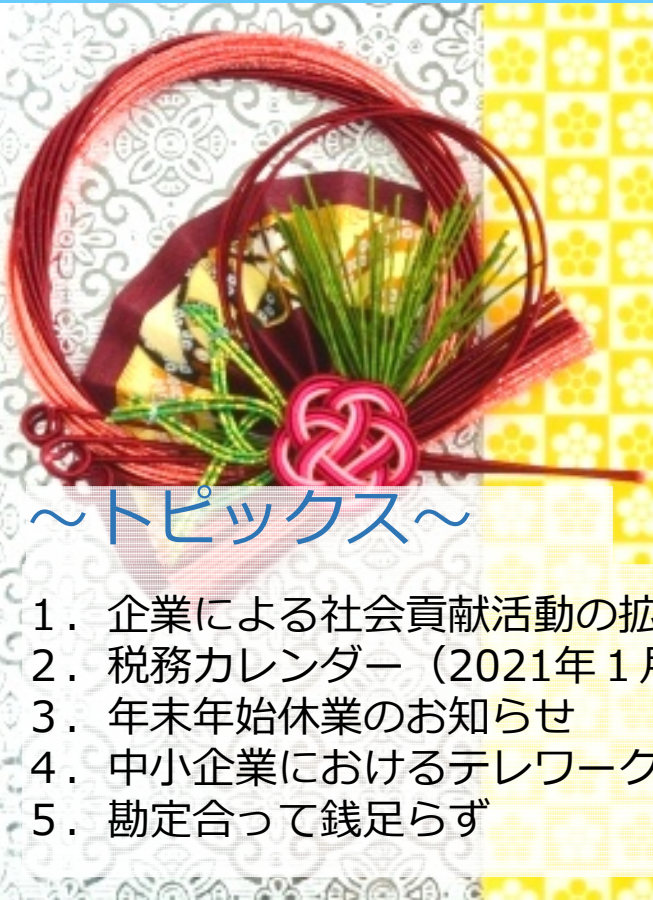 ～トピックス～
１．企業による社会貢献活動の拡
２．税務カレンダー（2021年１月
３．年末年始休業のお知らせ
４．中小企業におけるテレワーク
５．勘定合って銭足らず